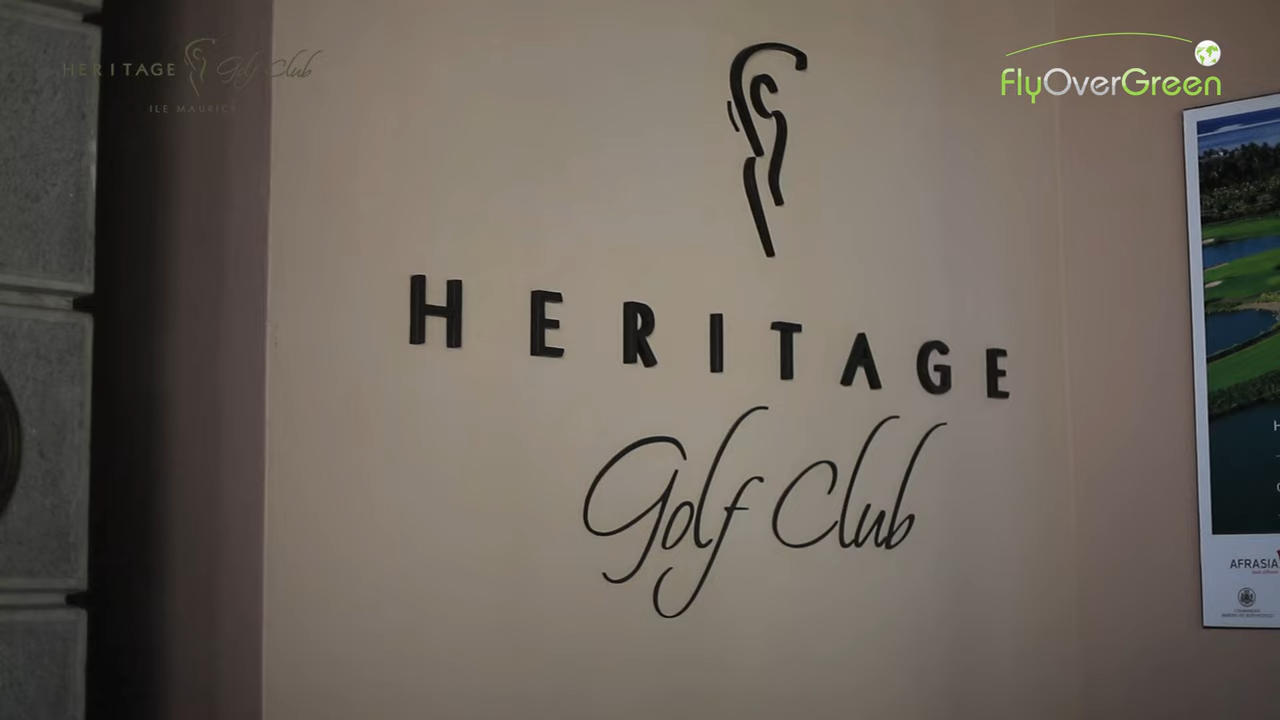 HERITAGE Golf Club
ILE MAURICE
FlyOverGreen
HERITAGE
Golf Club
AFRASIA